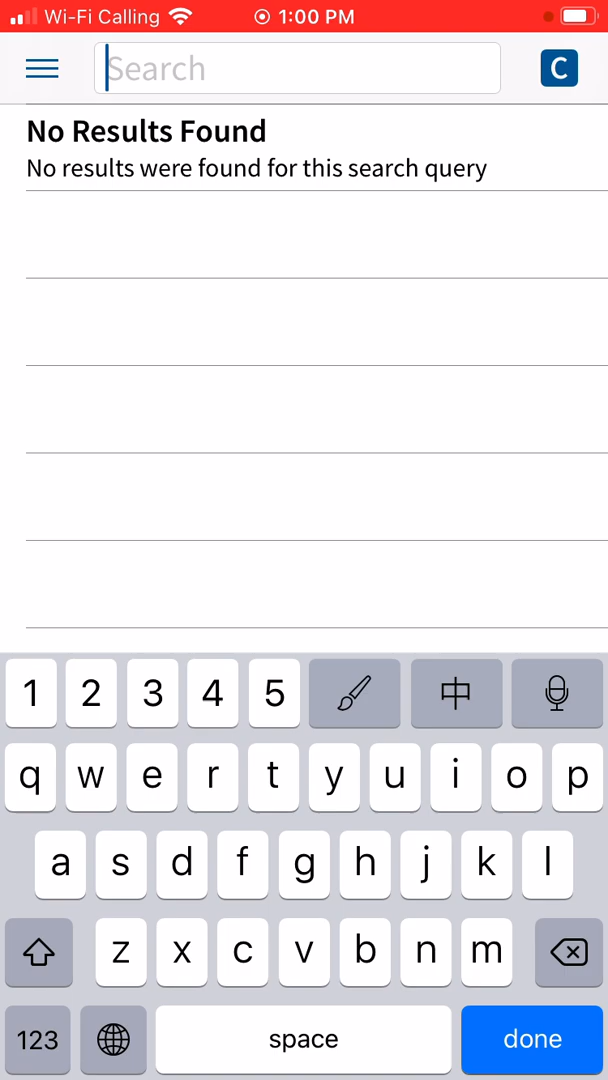 Wi-Fi Calling 1:00 PM
Search C
No Results Found
No results were found for this search query
1 2 3 4 5 中
q w e r t y u i o p
a s d f g h j k l
z x c v b n m
123 space done